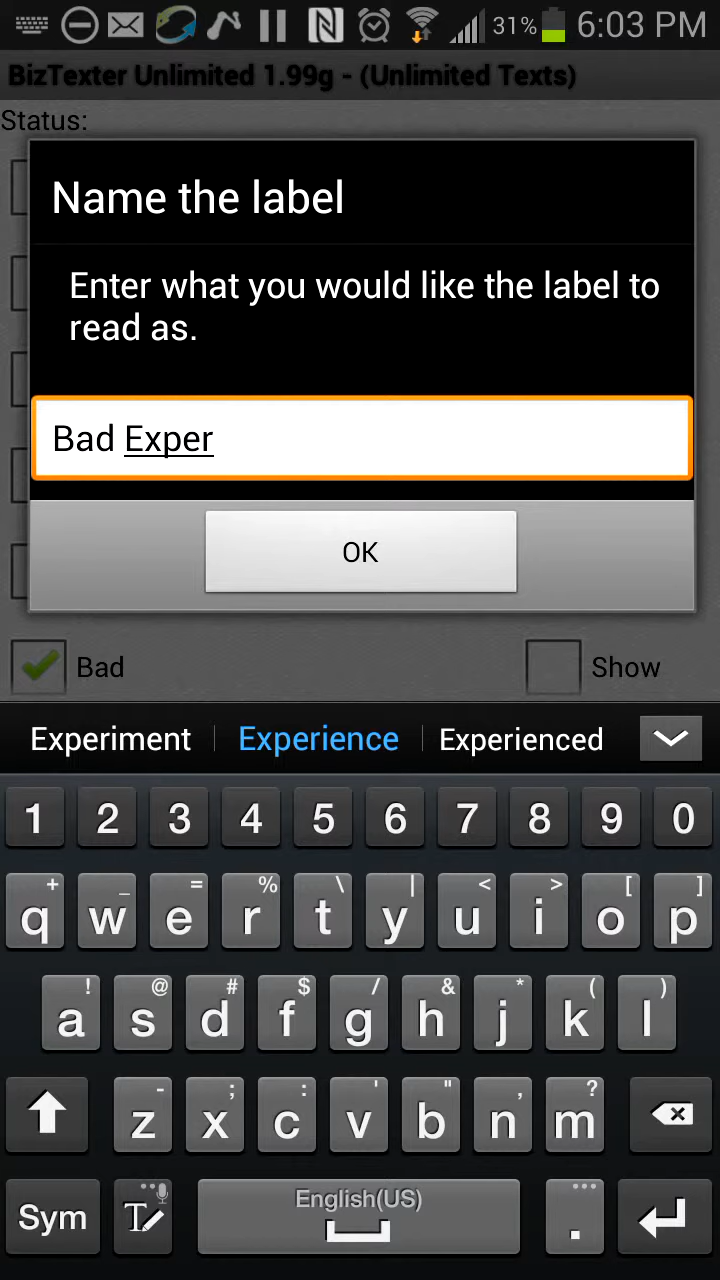 31% 6:03 PM
BizTexter Unlimited 1.99g - (Unlimited Texts)
Status:
Name the label
Enter what you would like the label to
read as.
Bad Exper
OK
Bad Show
Experiment Experience Experienced
1 2 3 4 5 6 7 8 9 0
+ _ = % \ | < > [ ]
q w e r t y u i o p
! @ # $ / & * ( )
a s d f g h j k l
- ; : ' " , ?
z x c v b n m
Sym T English(US) .